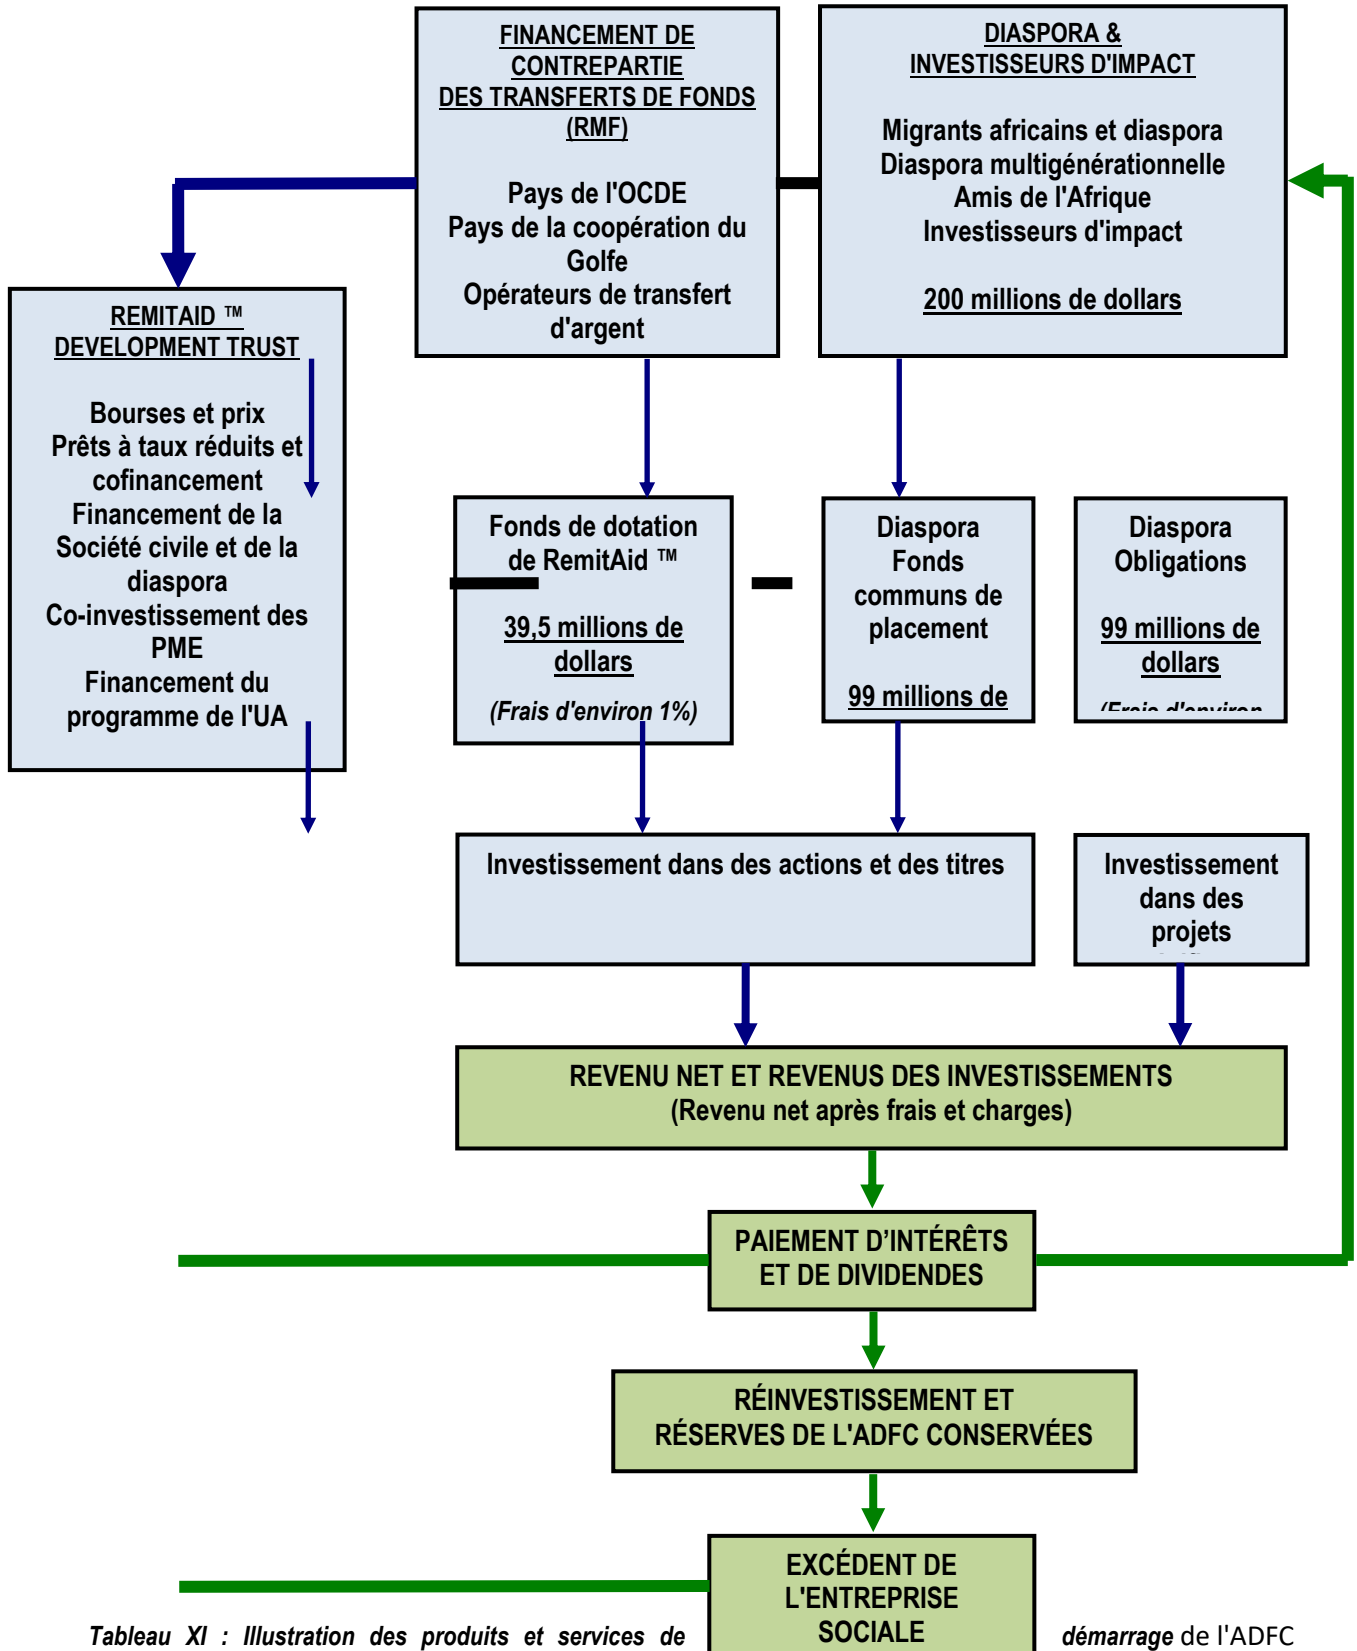 FINANCEMENT DE
CONTREPARTIE
DES TRANSFERTS DE FONDS
(RMF)
Pays de l'OCDE
Pays de la coopération du
Golfe
Opérateurs de transfert
d'argent
DIASPORA &
INVESTISSEURS D'IMPACT
Migrants africains et diaspora
Diaspora multigénérationnelle
Amis de l'Afrique
Investisseurs d'impact
200 millions de dollars
REMITAID ™
DEVELOPMENT TRUST
Bourses et prix
Prêts à taux réduits et
cofinancement
Financement de la
Société civile et de la
diaspora
Co-investissement des
PME
Financement du
programme de l'UA
Fonds de dotation
de RemitAid ™
39,5 millions de
dollars
(Frais d'environ 1%)
Diaspora
Fonds
communs de
placement
99 millions de
Diaspora
Obligations
99 millions de
dollars
(Frais d'environ
Investissement dans des actions et des titres
Investissement
dans des
projets
REVENU NET ET REVENUS DES INVESTISSEMENTS
(Revenu net après frais et charges)
PAIEMENT D'INTÉRÊTS
ET DE DIVIDENDES
RÉINVESTISSEMENT ET
RÉSERVES DE L'ADFC CONSERVÉES
EXCÉDENT DE
L'ENTREPRISE
SOCIALE
Tableau XI : Illustration des produits et services de démarrage de l'ADFC